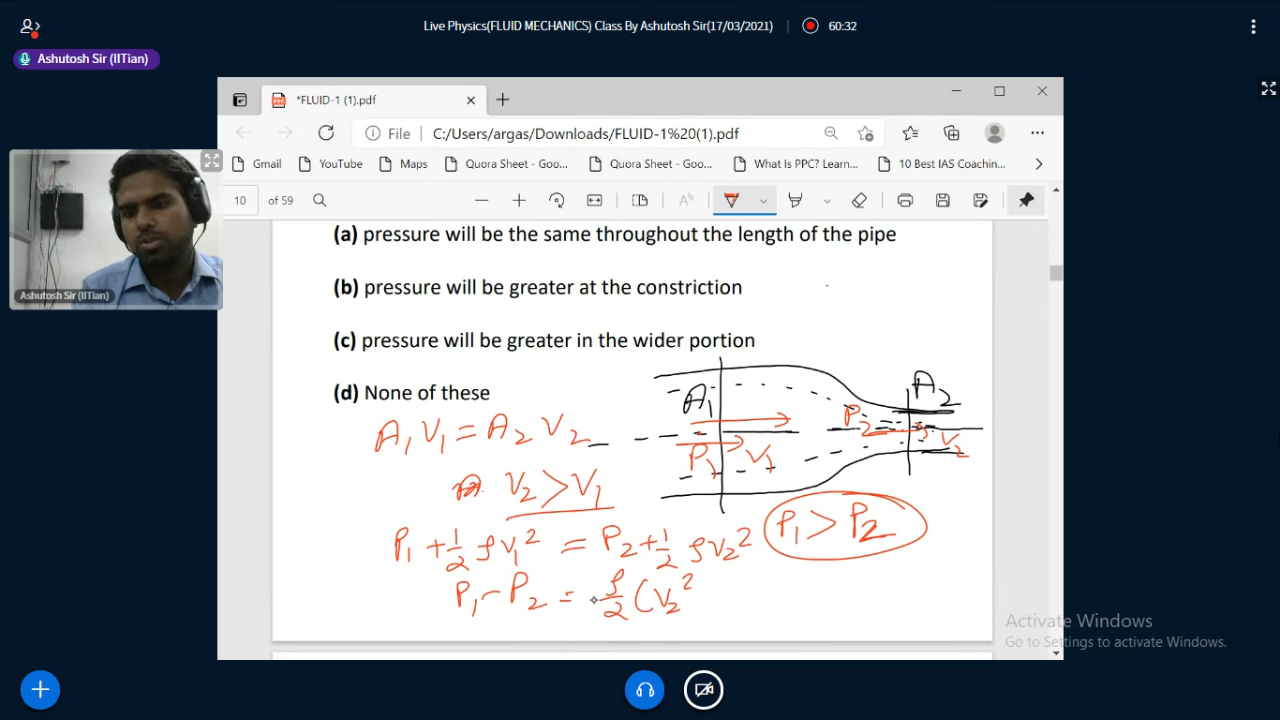 Live Physics(FLUID MECHANICS) Class By Ashutosh Sir(17/03/2021)
60:32
Ashutosh Sir (IITian)
*FLUID-1 (1).pdf
File
C:/Users/argas/Downloads/FLUID-1%20(1).pdf
Gmail
YouTube
Maps
Quora Sheet - Goo...
Quora Sheet - Goo...
What Is PPC? Learn...
10 Best IAS Coachin...
10 of 59
Ashutosh Sir (IITian)
(a) pressure will be the same throughout the length of the pipe
(b) pressure will be greater at the constriction
(c) pressure will be greater in the wider portion
(d) None of these
A₁
A₂
P₂
V₂
P₁
V₁
A₁V₁ = A₂ V₂
V₂ > V₁
P₁ + 1/2 ρv₁² = P₂ + 1/2 ρv₂²
P₁ > P₂
P₁ - P₂ = ρ/2 (v₂²
Activate Windows
Go to Settings to activate Windows.